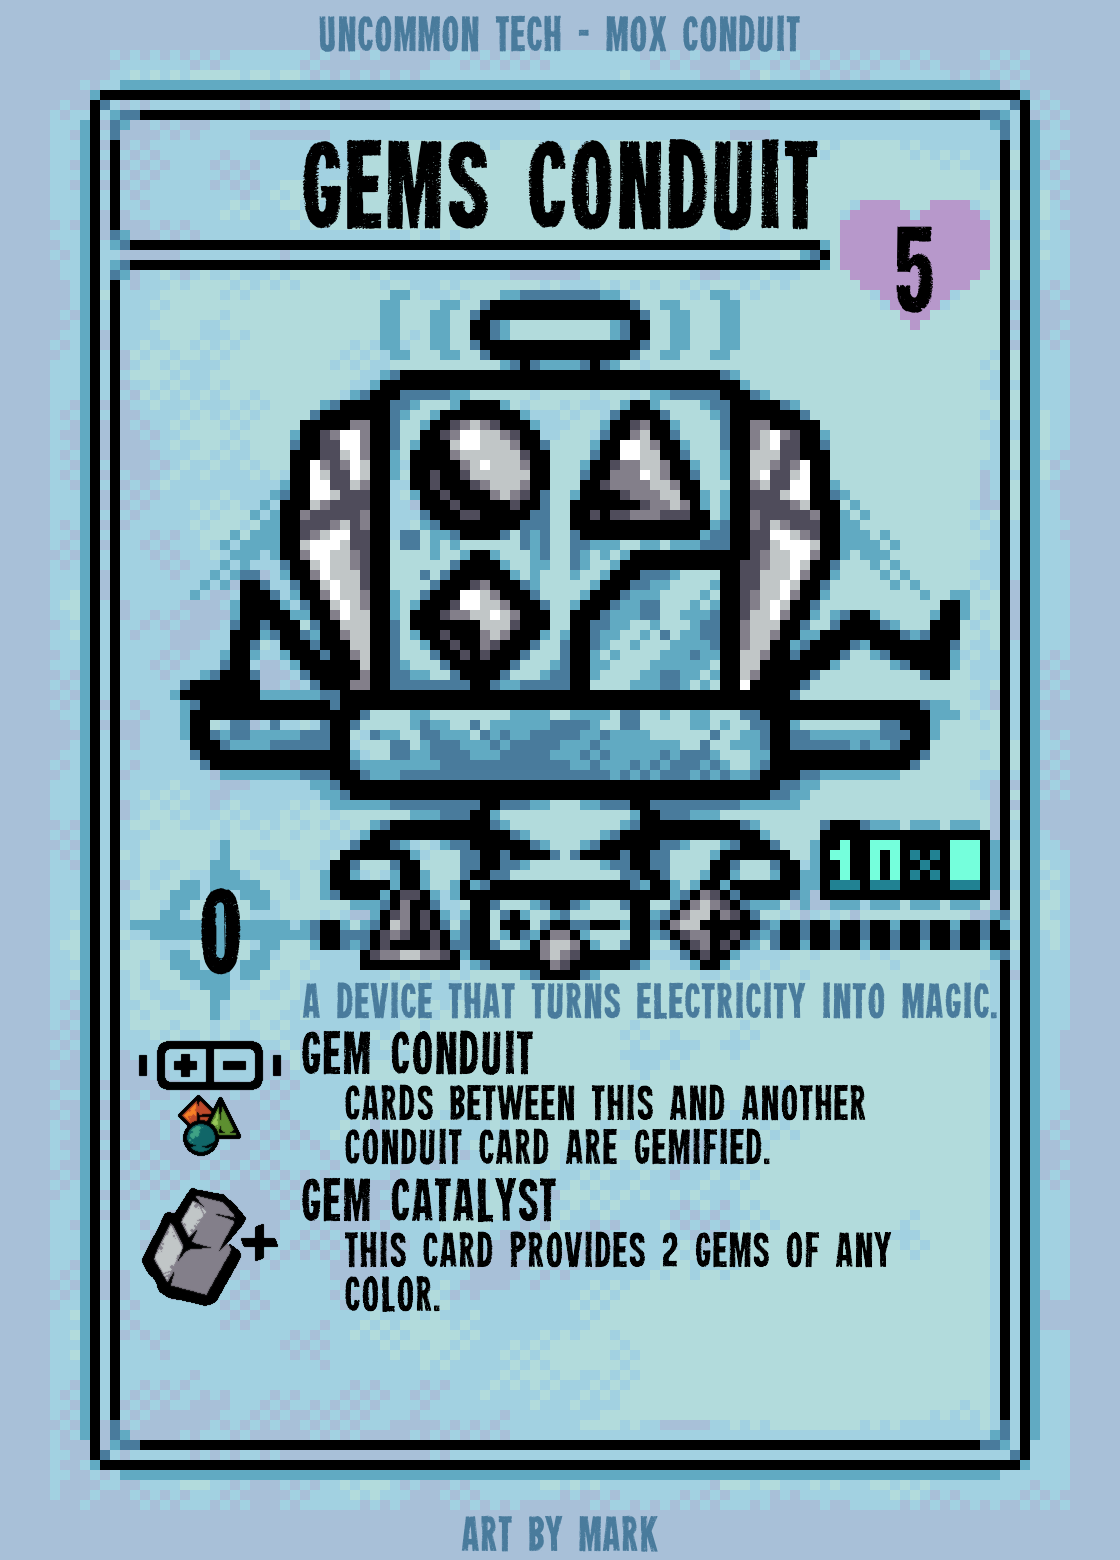 UNCOMMON TECH - MOX CONDUIT
GEMS CONDUIT
5
10×
0
A DEVICE THAT TURNS ELECTRICITY INTO MAGIC.
GEM CONDUIT
CARDS BETWEEN THIS AND ANOTHER
CONDUIT CARD ARE GEMIFIED.
GEM CATALYST
THIS CARD PROVIDES 2 GEMS OF ANY
COLOR.
ART BY MARK